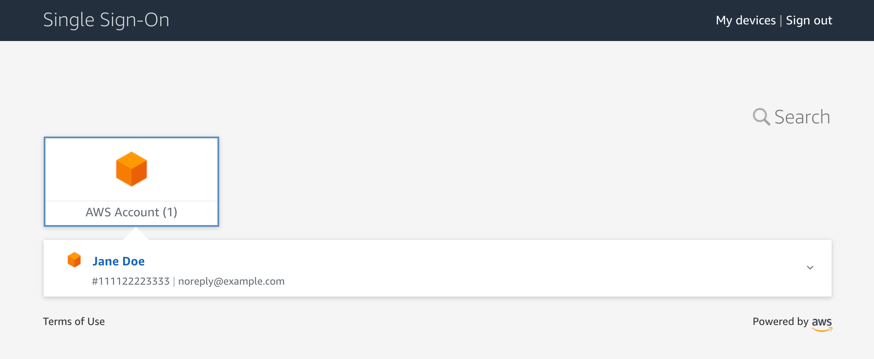 Single Sign-On
My devices | Sign out
Search
AWS Account (1)
Jane Doe
#111122223333 | noreply@example.com
Terms of Use
Powered by aws